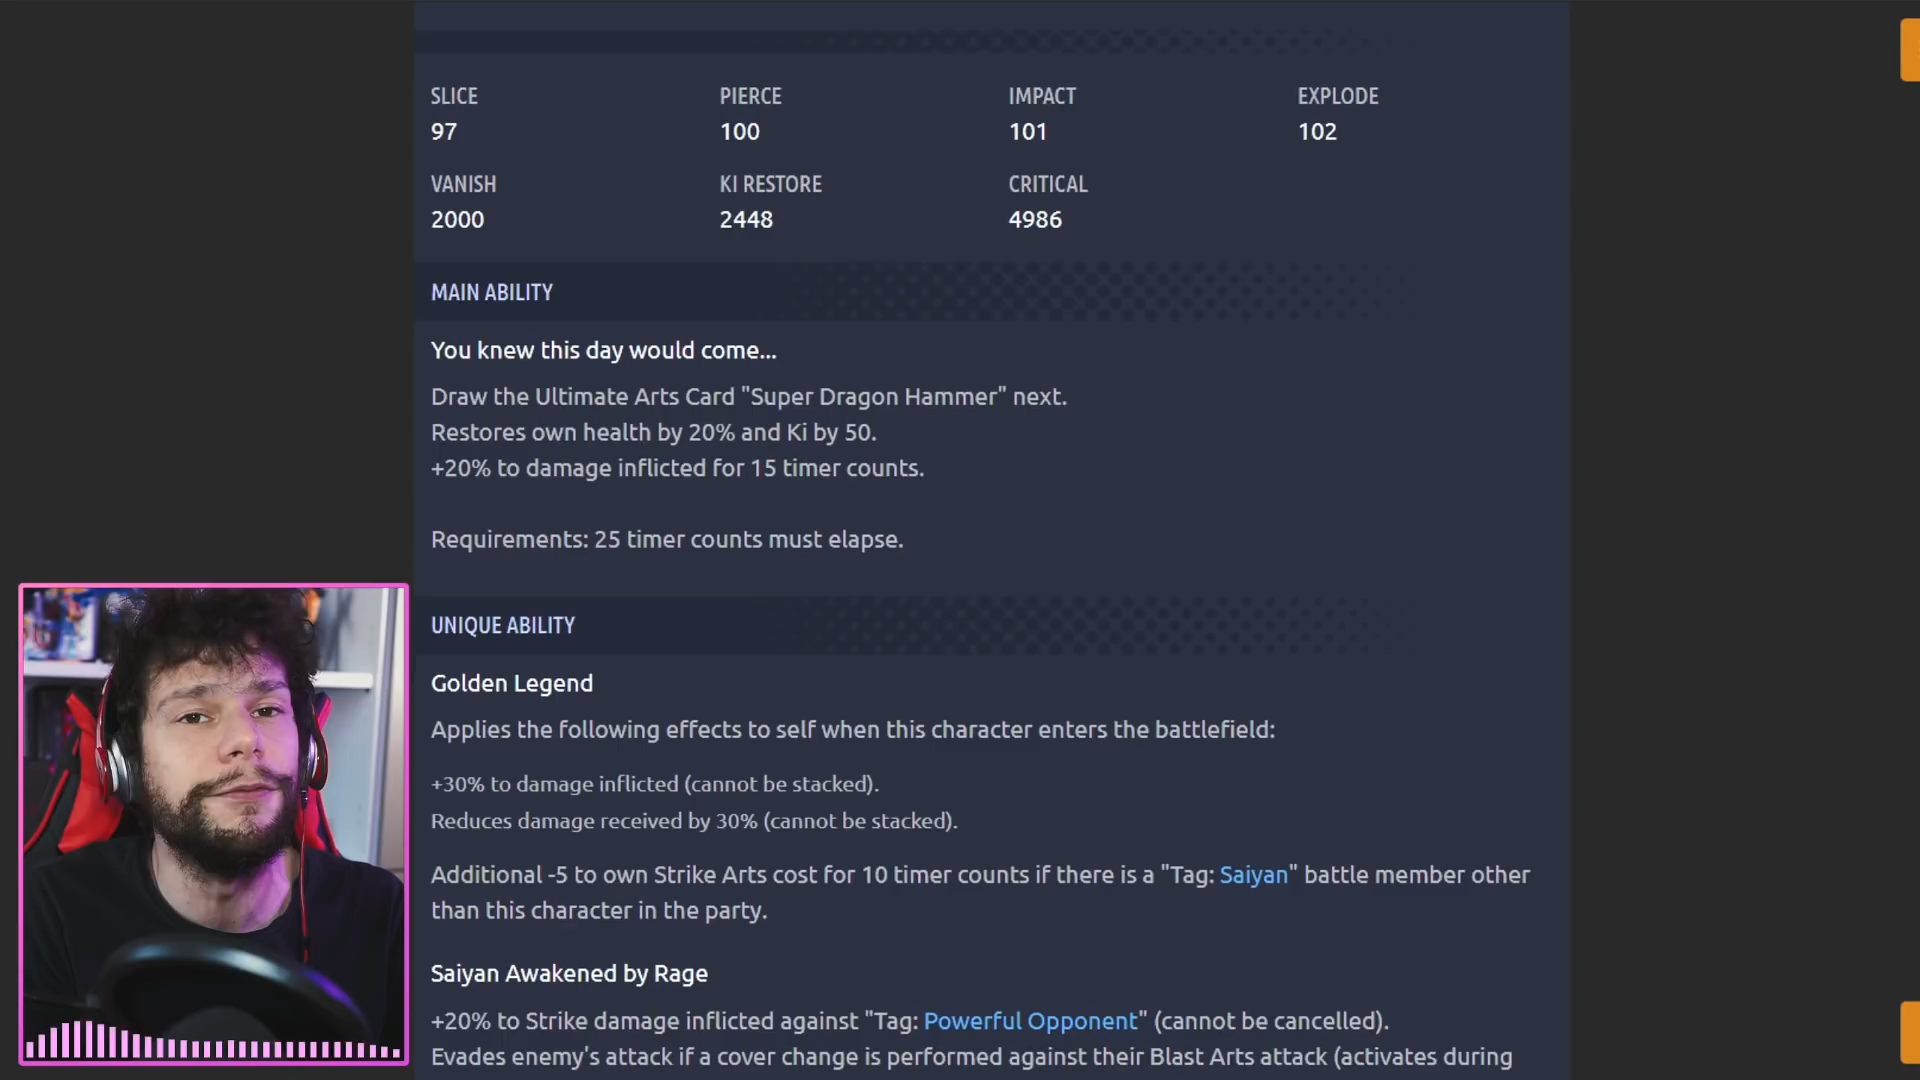 SLICE PIERCE IMPACT EXPLODE
97 100 101 102
VANISH KI RESTORE CRITICAL
2000 2448 4986
MAIN ABILITY
You knew this day would come...
Draw the Ultimate Arts Card "Super Dragon Hammer" next.
Restores own health by 20% and Ki by 50.
+20% to damage inflicted for 15 timer counts.
Requirements: 25 timer counts must elapse.
UNIQUE ABILITY
Golden Legend
Applies the following effects to self when this character enters the battlefield:
+30% to damage inflicted (cannot be stacked).
Reduces damage received by 30% (cannot be stacked).
Additional -5 to own Strike Arts cost for 10 timer counts if there is a "Tag: Saiyan" battle member other
than this character in the party.
Saiyan Awakened by Rage
+20% to Strike damage inflicted against "Tag: Powerful Opponent" (cannot be cancelled).
Evades enemy's attack if a cover change is performed against their Blast Arts attack (activates during